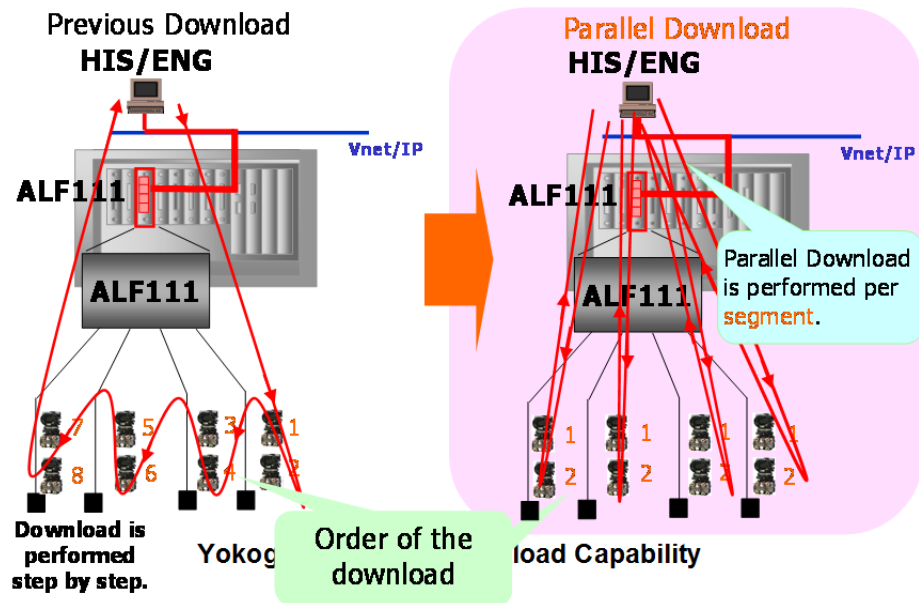 Previous Download
HIS/ENG
Vnet/IP
ALF111
ALF111
7 5 3 1
8 6 4 2
Download is
performed
step by step.
Parallel Download
HIS/ENG
Vnet/IP
ALF111
ALF111
Parallel Download
is performed per
segment.
1 1 1 1
2 2 2 2
Order of the
download
Yokog
load Capability